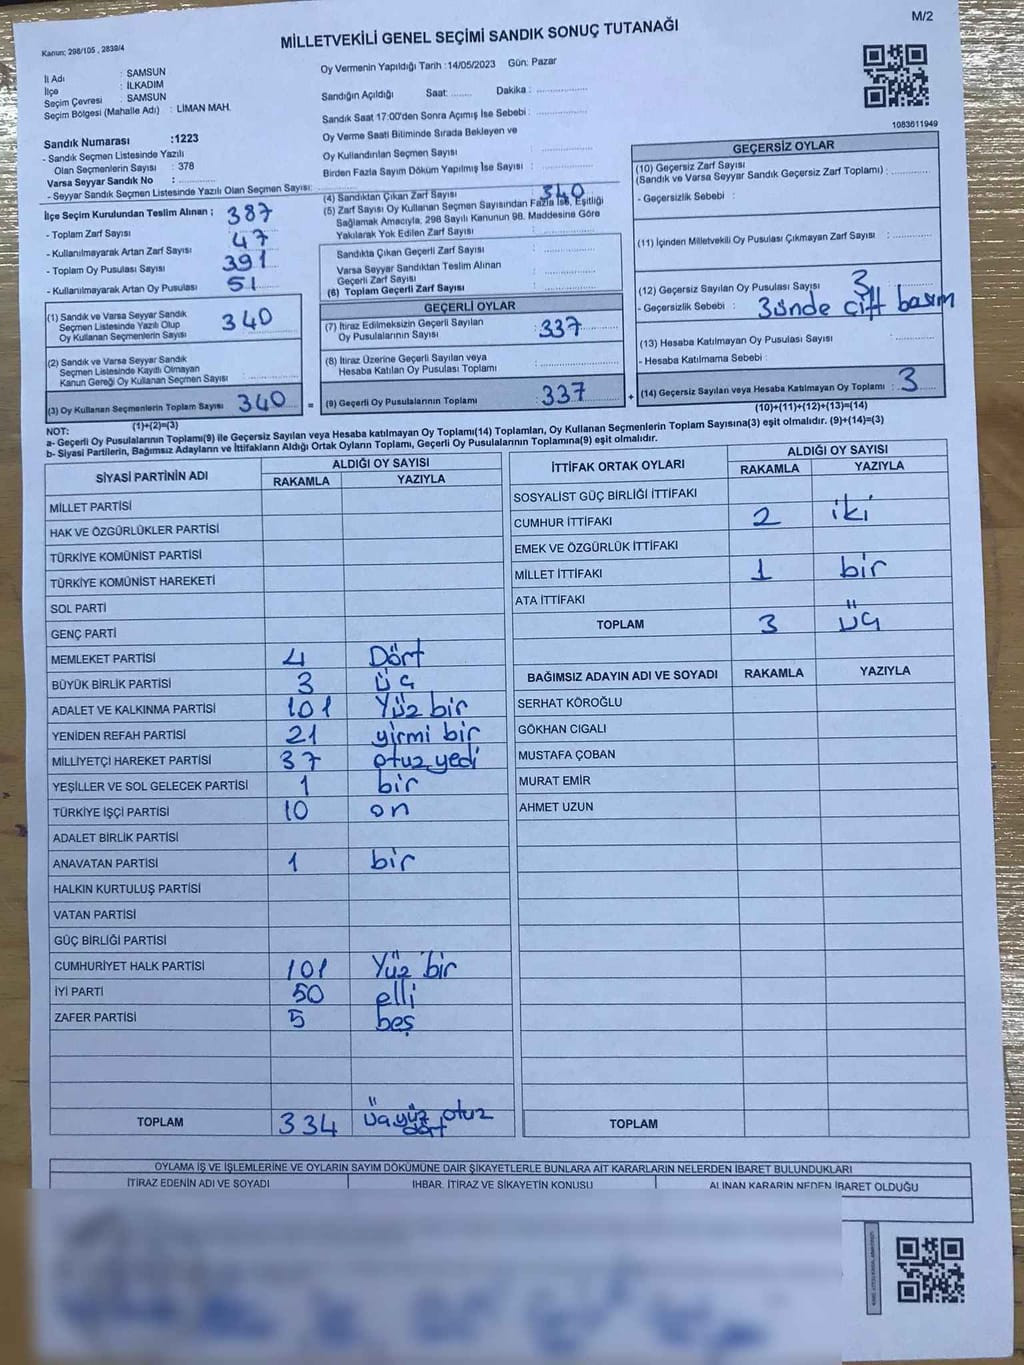 M/2
Kanun; 298/105 , 2839/4
MİLLETVEKİLİ GENEL SEÇİMİ SANDIK SONUÇ TUTANAĞI
İl Adı : SAMSUN
İlçe : İLKADIM
Seçim Çevresi : SAMSUN
Seçim Bölgesi (Mahalle Adı) : LİMAN MAH.
Sandık Numarası :1223
- Sandık Seçmen Listesinde Yazılı
Olan Seçmenlerin Sayısı : 378
Varsa Seyyar Sandık No :
- Seyyar Sandık Seçmen Listesinde Yazılı Olan Seçmen Sayısı:
Oy Vermenin Yapıldığı Tarih :14/05/2023 Gün: Pazar
Sandığın Açıldığı Saat: Dakika :
Sandık Saat 17:00'den Sonra Açımış İse Sebebi :
Oy Verme Saati Bitiminde Sırada Bekleyen ve
Oy Kullandırılan Seçmen Sayısı :
Birden Fazla Sayım Döküm Yapılmış İse Sayısı :
1083611949
İlçe Seçim Kurulundan Teslim Alınan ;
- Toplam Zarf Sayısı 387
- Kullanılmayarak Artan Zarf Sayısı 47
- Toplam Oy Pusulası Sayısı 391
- Kullanılmayarak Artan Oy Pusulası 51
(1) Sandık ve Varsa Seyyar Sandık
Seçmen Listesinde Yazılı Olup
Oy Kullanan Seçmenlerin Sayısı 340
(2) Sandık ve Varsa Seyyar Sandık
Seçmen Listesinde Kayıtlı Olmayan
Kanun Gereği Oy Kullanan Seçmen Sayısı
(3) Oy Kullanan Seçmenlerin Toplam Sayısı 340
(1)+(2)=(3)
(4) Sandıktan Çıkan Zarf Sayısı : 340
(5) Zarf Sayısı Oy Kullanan Seçmen Sayısından Fazla İse, Eşitliği
Sağlamak Amacıyla, 298 Sayılı Kanunun 98. Maddesine Göre
Yakılarak Yok Edilen Zarf Sayısı
Sandıkta Çıkan Geçerli Zarf Sayısı
Varsa Seyyar Sandıktan Teslim Alınan
Geçerli Zarf Sayısı
(6) Toplam Geçerli Zarf Sayısı
GEÇERLİ OYLAR
(7) İtiraz Edilmeksizin Geçerli Sayılan
Oy Pusulalarının Sayısı 337
(8) İtiraz Üzerine Geçerli Sayılan veya
Hesaba Katılan Oy Pusulası Toplamı
= (9) Geçerli Oy Pusulalarının Toplamı 337 +
GEÇERSİZ OYLAR
(10) Geçersiz Zarf Sayısı
(Sandık ve Varsa Seyyar Sandık Geçersiz Zarf Toplamı) :
- Geçersizlik Sebebi :
(11) İçinden Milletvekili Oy Pusulası Çıkmayan Zarf Sayısı :
(12) Geçersiz Sayılan Oy Pusulası Sayısı : 3
- Geçersizlik Sebebi : 3ünde çift basım
(13) Hesaba Katılmayan Oy Pusulası Sayısı
- Hesaba Katılmama Sebebi :
(14) Geçersiz Sayılan veya Hesaba Katılmayan Oy Toplamı : 3
(10)+(11)+(12)+(13)=(14)
NOT:
a- Geçerli Oy Pusulalarının Toplamı(9) ile Geçersiz Sayılan veya Hesaba katılmayan Oy Toplamı(14) Toplamları, Oy Kullanan Seçmenlerin Toplam Sayısına(3) eşit olmalıdır. (9)+(14)=(3)
b- Siyasi Partilerin, Bağımsız Adayların ve İttifakların Aldığı Ortak Oyların Toplamı, Geçerli Oy Pusulalarının Toplamına(9) eşit olmalıdır.
SİYASİ PARTİNİN ADI ALDIĞI OY SAYISI
RAKAMLA YAZIYLA
MİLLET PARTİSİ
HAK VE ÖZGÜRLÜKLER PARTİSİ
TÜRKİYE KOMÜNİST PARTİSİ
TÜRKİYE KOMÜNİST HAREKETİ
SOL PARTİ
GENÇ PARTİ
MEMLEKET PARTİSİ 4 Dört
BÜYÜK BİRLİK PARTİSİ 3 üç
ADALET VE KALKINMA PARTİSİ 101 Yüz bir
YENİDEN REFAH PARTİSİ 21 yirmi bir
MİLLİYETÇİ HAREKET PARTİSİ 37 otuz yedi
YEŞİLLER VE SOL GELECEK PARTİSİ 1 bir
TÜRKİYE İŞÇİ PARTİSİ 10 on
ADALET BİRLİK PARTİSİ
ANAVATAN PARTİSİ 1 bir
HALKIN KURTULUŞ PARTİSİ
VATAN PARTİSİ
GÜÇ BİRLİĞİ PARTİSİ
CUMHURİYET HALK PARTİSİ 101 Yüz bir
İYİ PARTİ 50 elli
ZAFER PARTİSİ 5 beş
TOPLAM 334 üçyüz otuz dört
İTTİFAK ORTAK OYLARI ALDIĞI OY SAYISI
RAKAMLA YAZIYLA
SOSYALİST GÜÇ BİRLİĞİ İTTİFAKI
CUMHUR İTTİFAKI 2 iki
EMEK VE ÖZGÜRLÜK İTTİFAKI
MİLLET İTTİFAKI 1 bir
ATA İTTİFAKI
TOPLAM 3 üç
BAĞIMSIZ ADAYIN ADI VE SOYADI RAKAMLA YAZIYLA
SERHAT KÖROĞLU
GÖKHAN CIGALI
MUSTAFA ÇOBAN
MURAT EMİR
AHMET UZUN
TOPLAM
OYLAMA İŞ VE İŞLEMLERİNE VE OYLARIN SAYIM DÖKÜMÜNE DAİR ŞİKAYETLERLE BUNLARA AİT KARARLARIN NELERDEN İBARET BULUNDUKLARI
İTİRAZ EDENİN ADI VE SOYADI İHBAR, İTİRAZ VE ŞİKAYETİN KONUSU ALINAN KARARIN NEDEN İBARET OLDUĞU